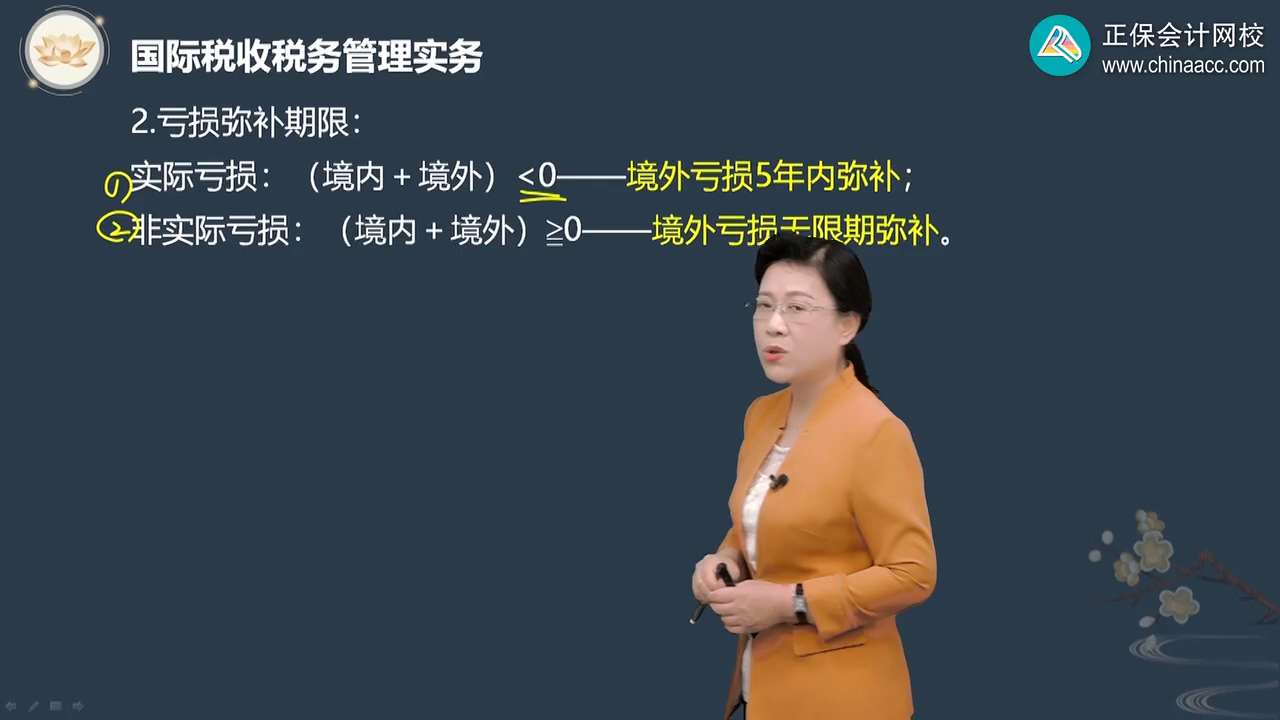 国际税收税务管理实务
正保会计网校
www.chinaacc.com
2.亏损弥补期限：
①实际亏损：（境内+境外）<0——境外亏损5年内弥补；
②非实际亏损：（境内+境外）≧0——境外亏损无限期弥补。